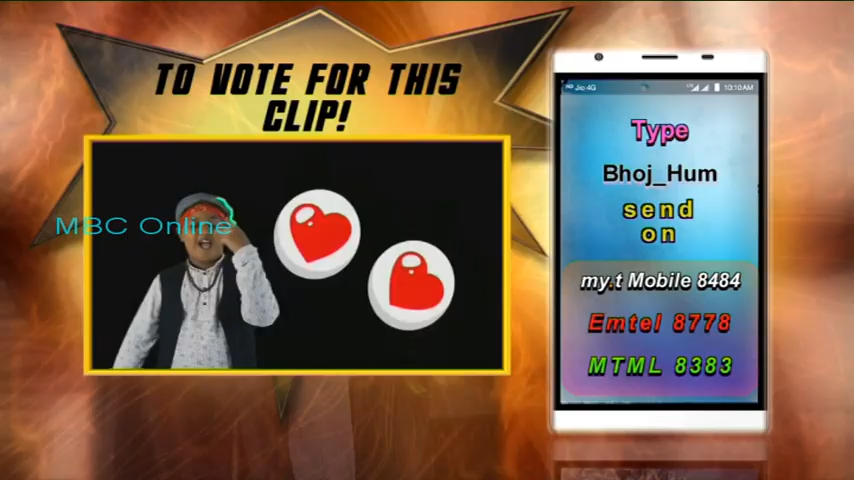 TO VOTE FOR THIS
CLIP!
MBC Online
Jio 4G
10:10AM
Type
Bhoj_Hum
send
on
my.t Mobile 8484
Emtel 8778
MTML 8383